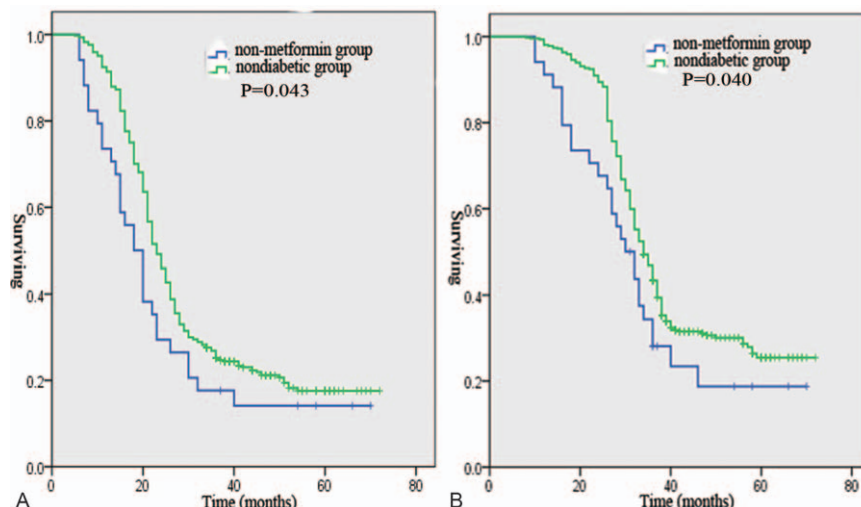 non-metformin group
nondiabetic group
P=0.043
1.0
0.8
0.6
0.4
0.2
0.0
Surviving
0
20
40
60
80
Time (months)
A
non-metformin group
nondiabetic group
P=0.040
1.0
0.8
0.6
0.4
0.2
0.0
Surviving
0
20
40
60
80
Time (months)
B